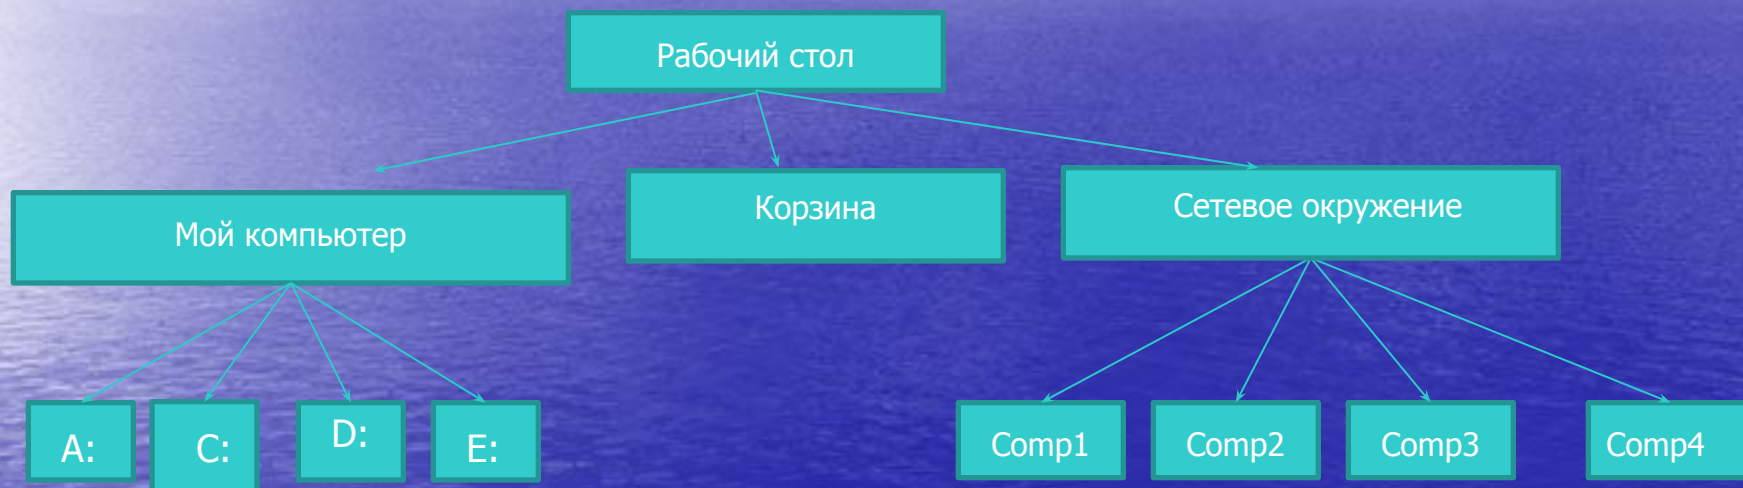 Рабочий стол
Мой компьютер
Корзина
Сетевое окружение
A:
C:
D:
E:
Comp1
Comp2
Comp3
Comp4